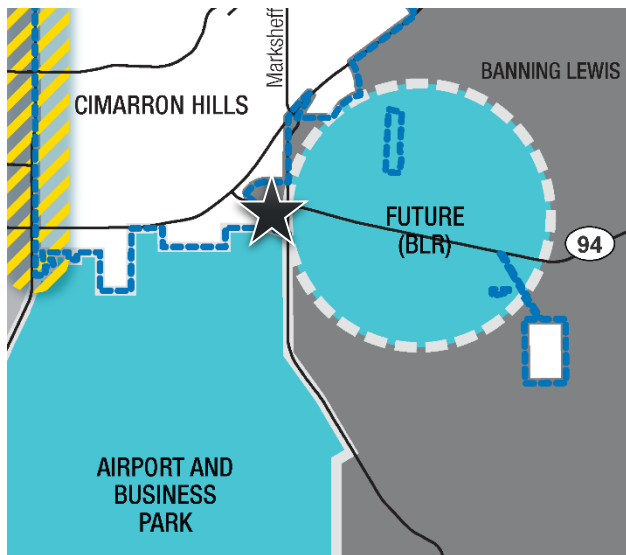 Marksheff
BANNING LEWIS
CIMARRON HILLS
FUTURE
(BLR)
94
AIRPORT AND
BUSINESS
PARK